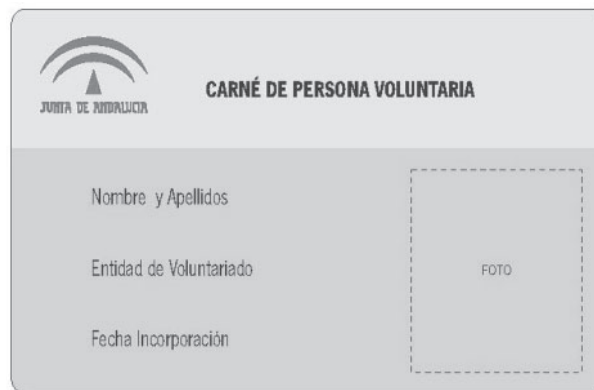 JUNTA DE ANDALUCIA
CARNÉ DE PERSONA VOLUNTARIA
Nombre y Apellidos
Entidad de Voluntariado
FOTO
Fecha Incorporación